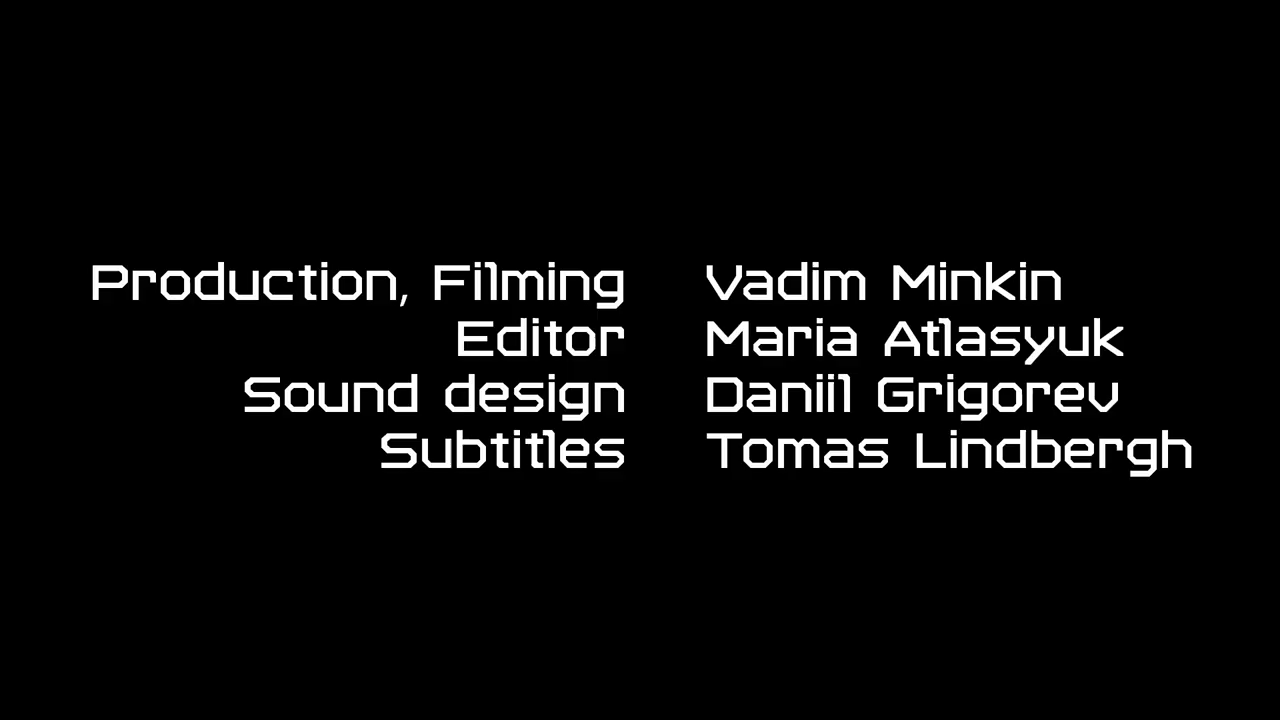 Production, Filming Vadim Minkin
Editor Maria Atlasyuk
Sound design Daniil Grigorev
Subtitles Tomas Lindbergh